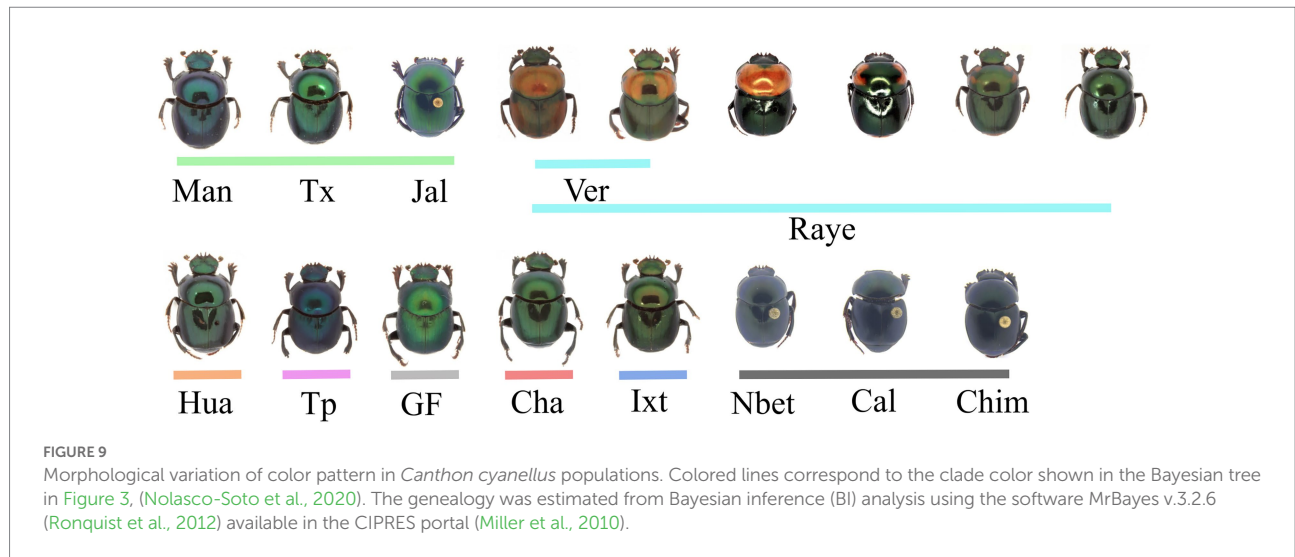 Man Tx Jal Ver
Raye
Hua Tp GF Cha Ixt Nbet Cal Chim
FIGURE 9
Morphological variation of color pattern in Canthon cyanellus populations. Colored lines correspond to the clade color shown in the Bayesian tree
in Figure 3, (Nolasco-Soto et al., 2020). The genealogy was estimated from Bayesian inference (BI) analysis using the software MrBayes v.3.2.6
(Ronquist et al., 2012) available in the CIPRES portal (Miller et al., 2010).